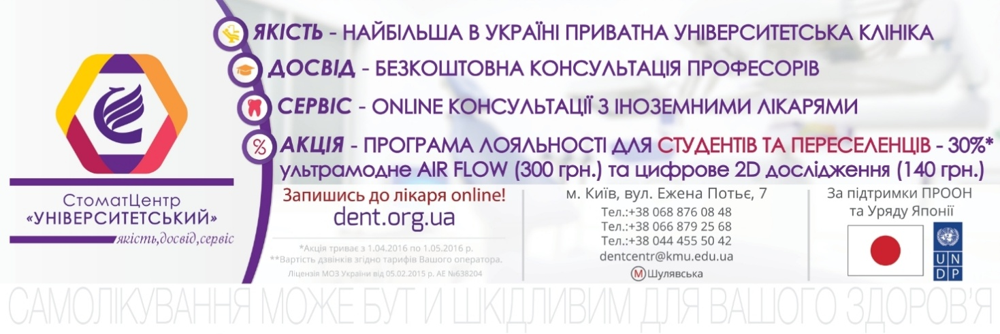 ЯКІСТЬ - НАЙБІЛЬША В УКРАЇНІ ПРИВАТНА УНІВЕРСИТЕТСЬКА КЛІНІКА
ДОСВІД - БЕЗКОШТОВНА КОНСУЛЬТАЦІЯ ПРОФЕСОРІВ
СЕРВІС - ONLINE КОНСУЛЬТАЦІЇ З ІНОЗЕМНИМИ ЛІКАРЯМИ
% АКЦІЯ - ПРОГРАМА ЛОЯЛЬНОСТІ ДЛЯ СТУДЕНТІВ ТА ПЕРЕСЕЛЕНЦІВ - 30%*
ультрамодне AIR FLOW (300 грн.) та цифрове 2D дослідження (140 грн.)
СтоматЦентр
«УНІВЕРСИТЕТСЬКИЙ»
якість,досвід,сервіс
Запишись до лікаря online!
dent.org.ua
*Акція триває з 1.04.2016 по 1.05.2016 р.
**Вартість дзвінків згідно тарифів Вашого оператора.
Ліцензія МОЗ України від 05.02.2015 р. АЕ №638204
м. Київ, вул. Ежена Потьє, 7
Тел.:+38 068 876 08 48
Тел.:+38 066 879 25 68
Тел.:+38 044 455 50 42
dentcentr@kmu.edu.ua
М Шулявська
За підтримки ПРООН
та Уряду Японії
UN
DP
САМОЛІКУВАННЯ МОЖЕ БУТ И ШКІДЛИВИМ ДЛЯ ВАШОГО ЗДОРОВ'Я